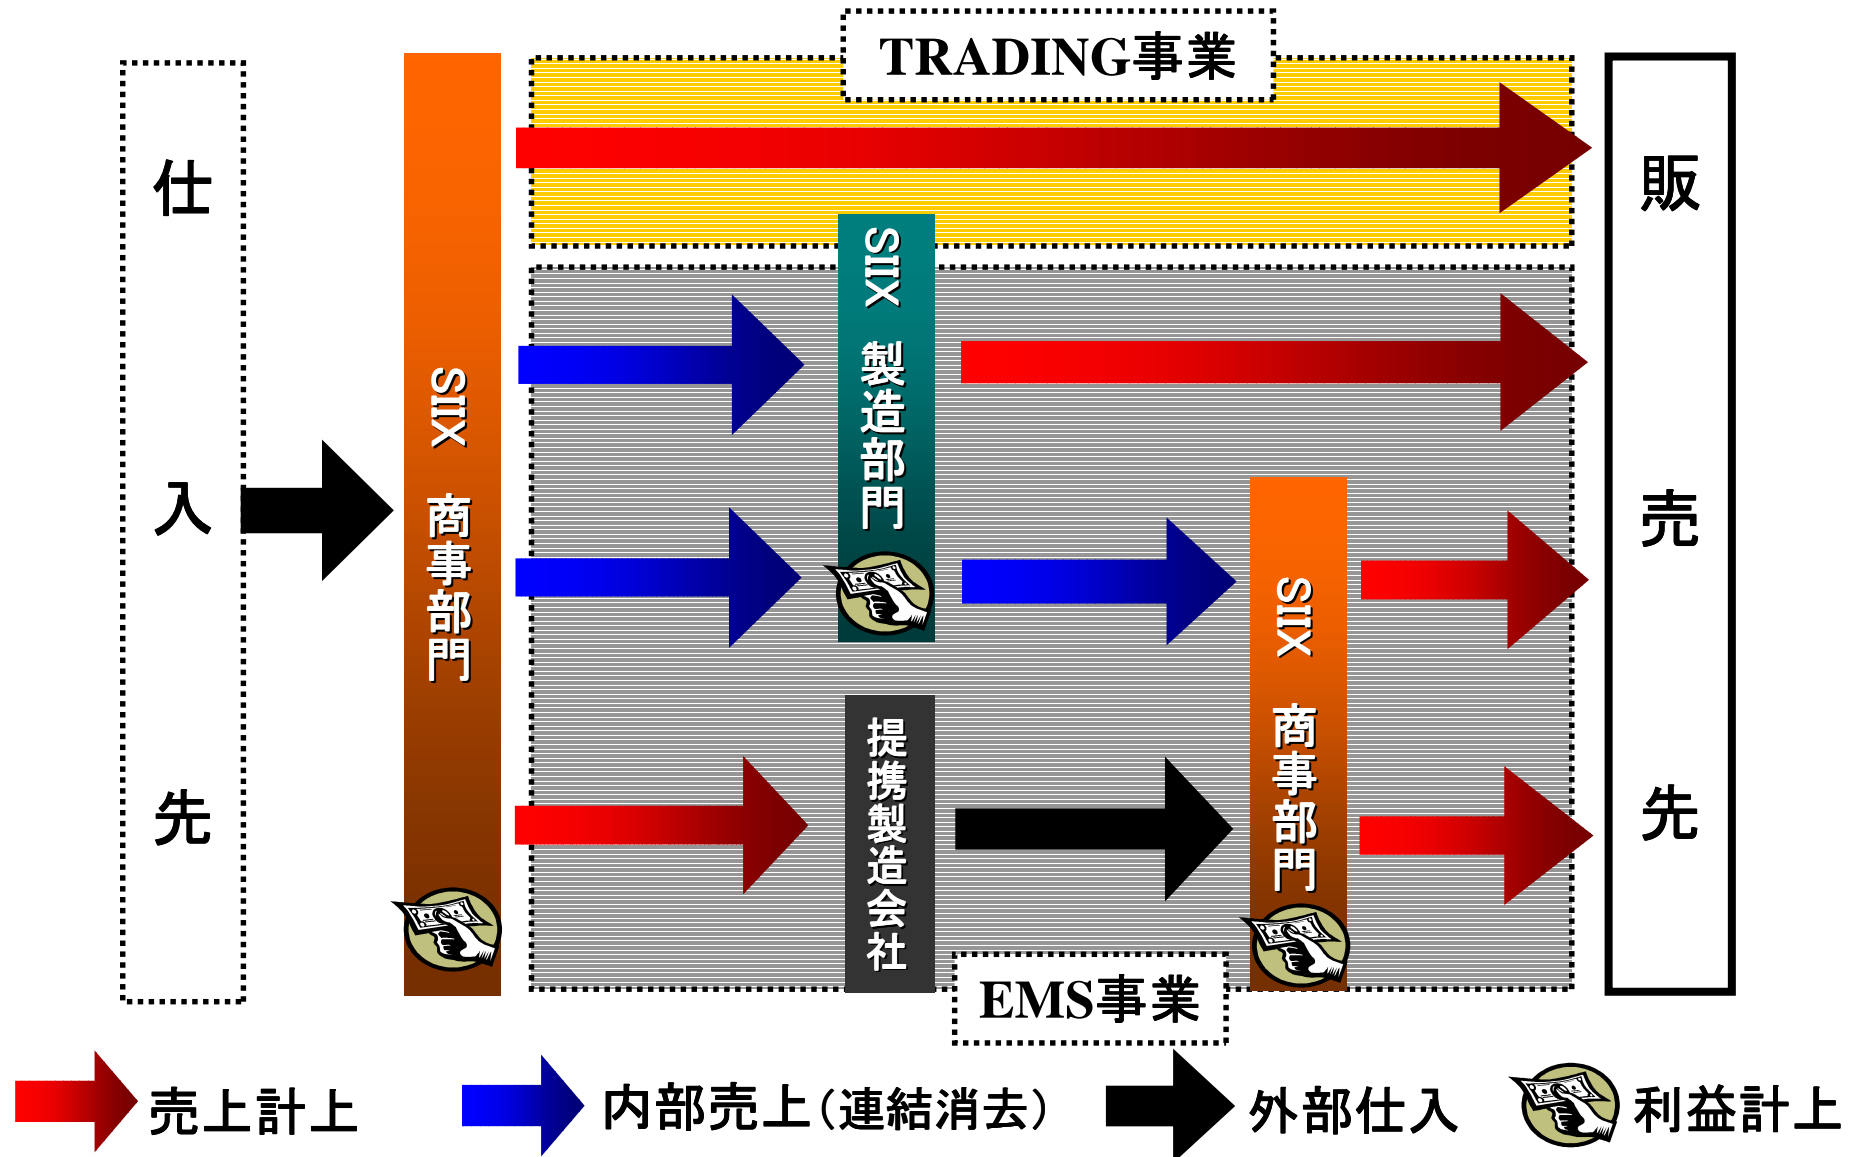 TRADING事業
仕入先
SIIX 商事部門
SIIX 製造部門
提携製造会社
SIIX 商事部門
販売先
EMS事業
売上計上
内部売上(連結消去)
外部仕入
利益計上